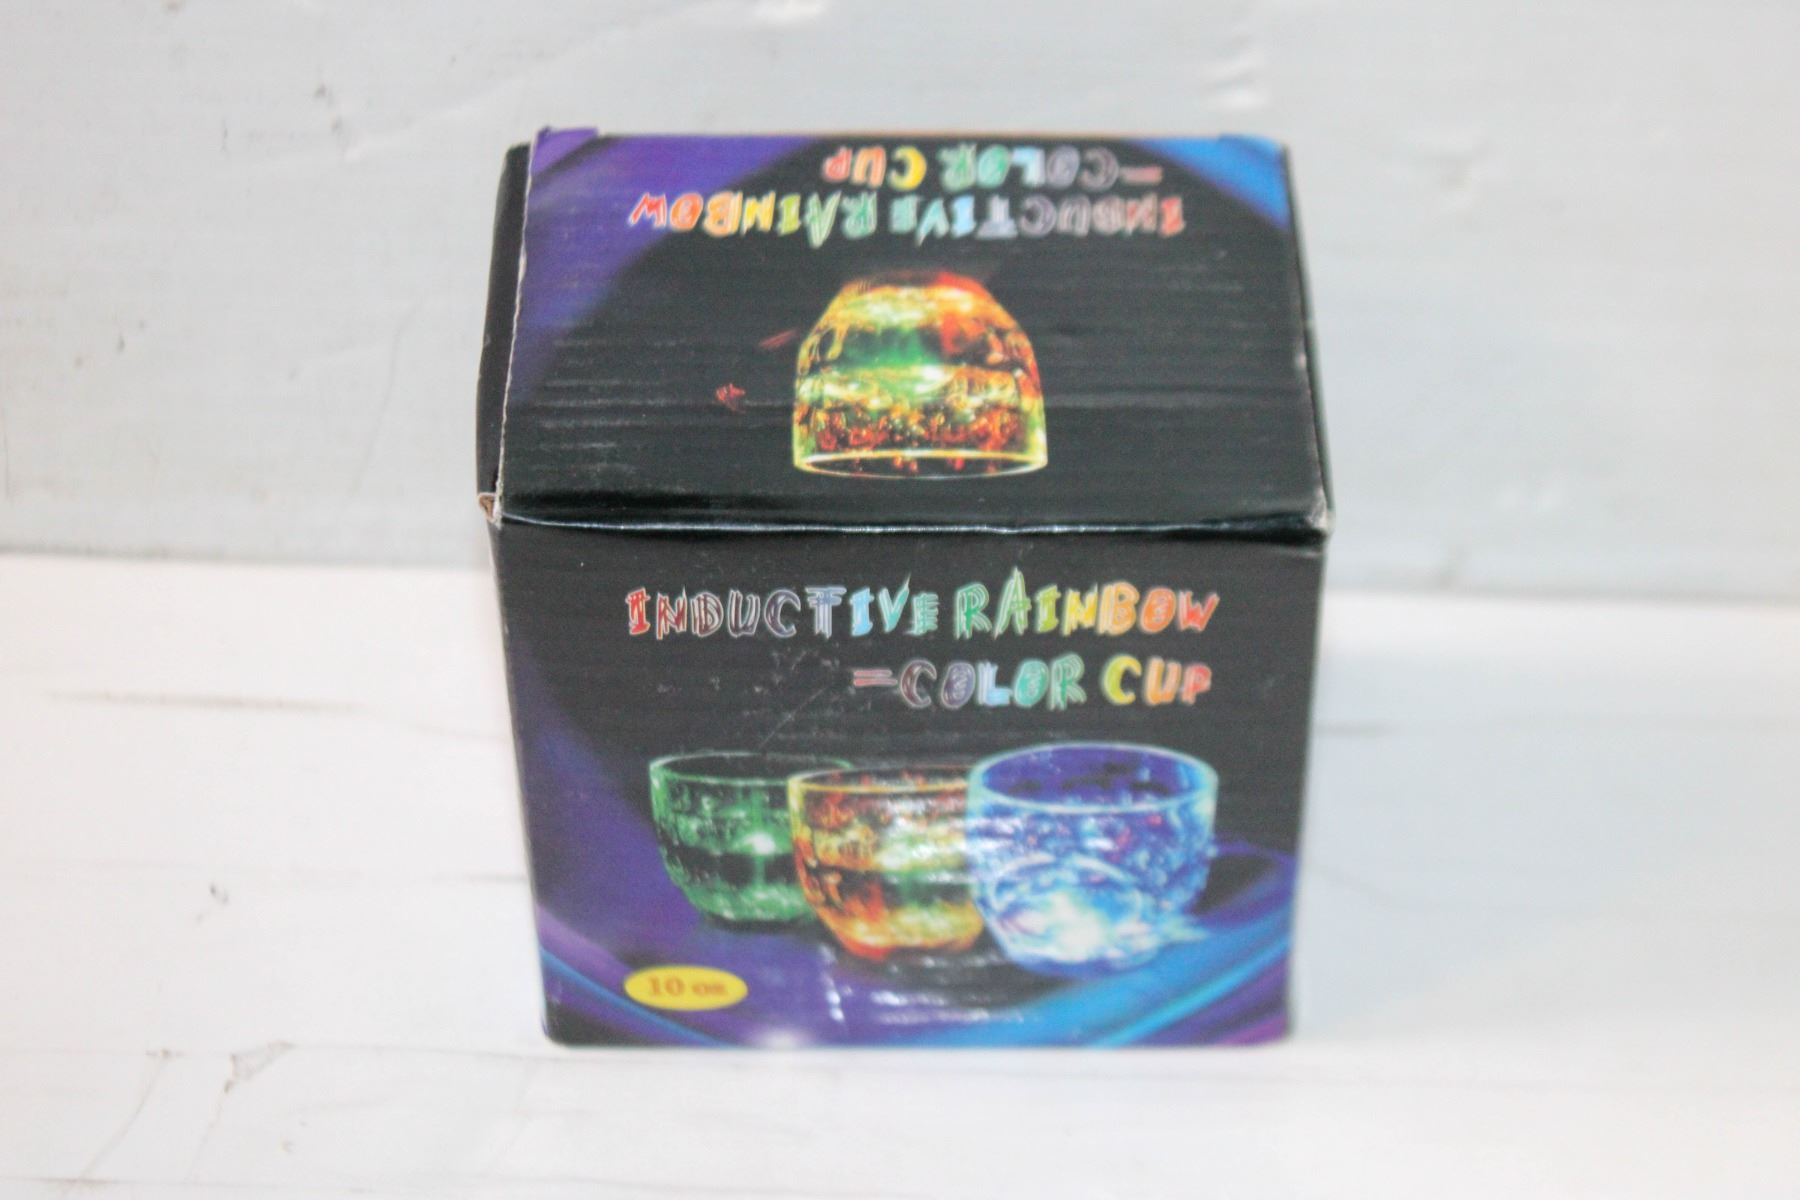 INDUCTIVE RAINBOW
=COLOR CUP
INDUCTIVE RAINBOW
=COLOR CUP
10 oz